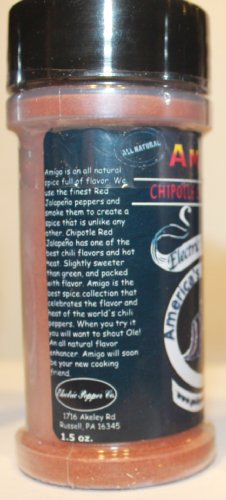 ALL NATURAL
Amigo is an all natural
spice full of flavor. We
use the finest Red
Jalapeño peppers and
smoke them to create a
spice that is unlike any
other. Chipotle Red
Jalapeño has one of the
best chili flavors and hot
meat. Slightly sweeter
than green, and packed
with flavor. Amigo is the
best spice collection that
celebrates the flavor and
heat of the world's chili
peppers. When you try it
you will want to shout Ole!
An all natural flavor
enhancer. Amigo will soon
be your new cooking
friend.
Electric Pepper Co.
1716 Akeley Rd
Russell, PA 16345
1.5 oz.
AM
CHIPOTLE
Electric
America